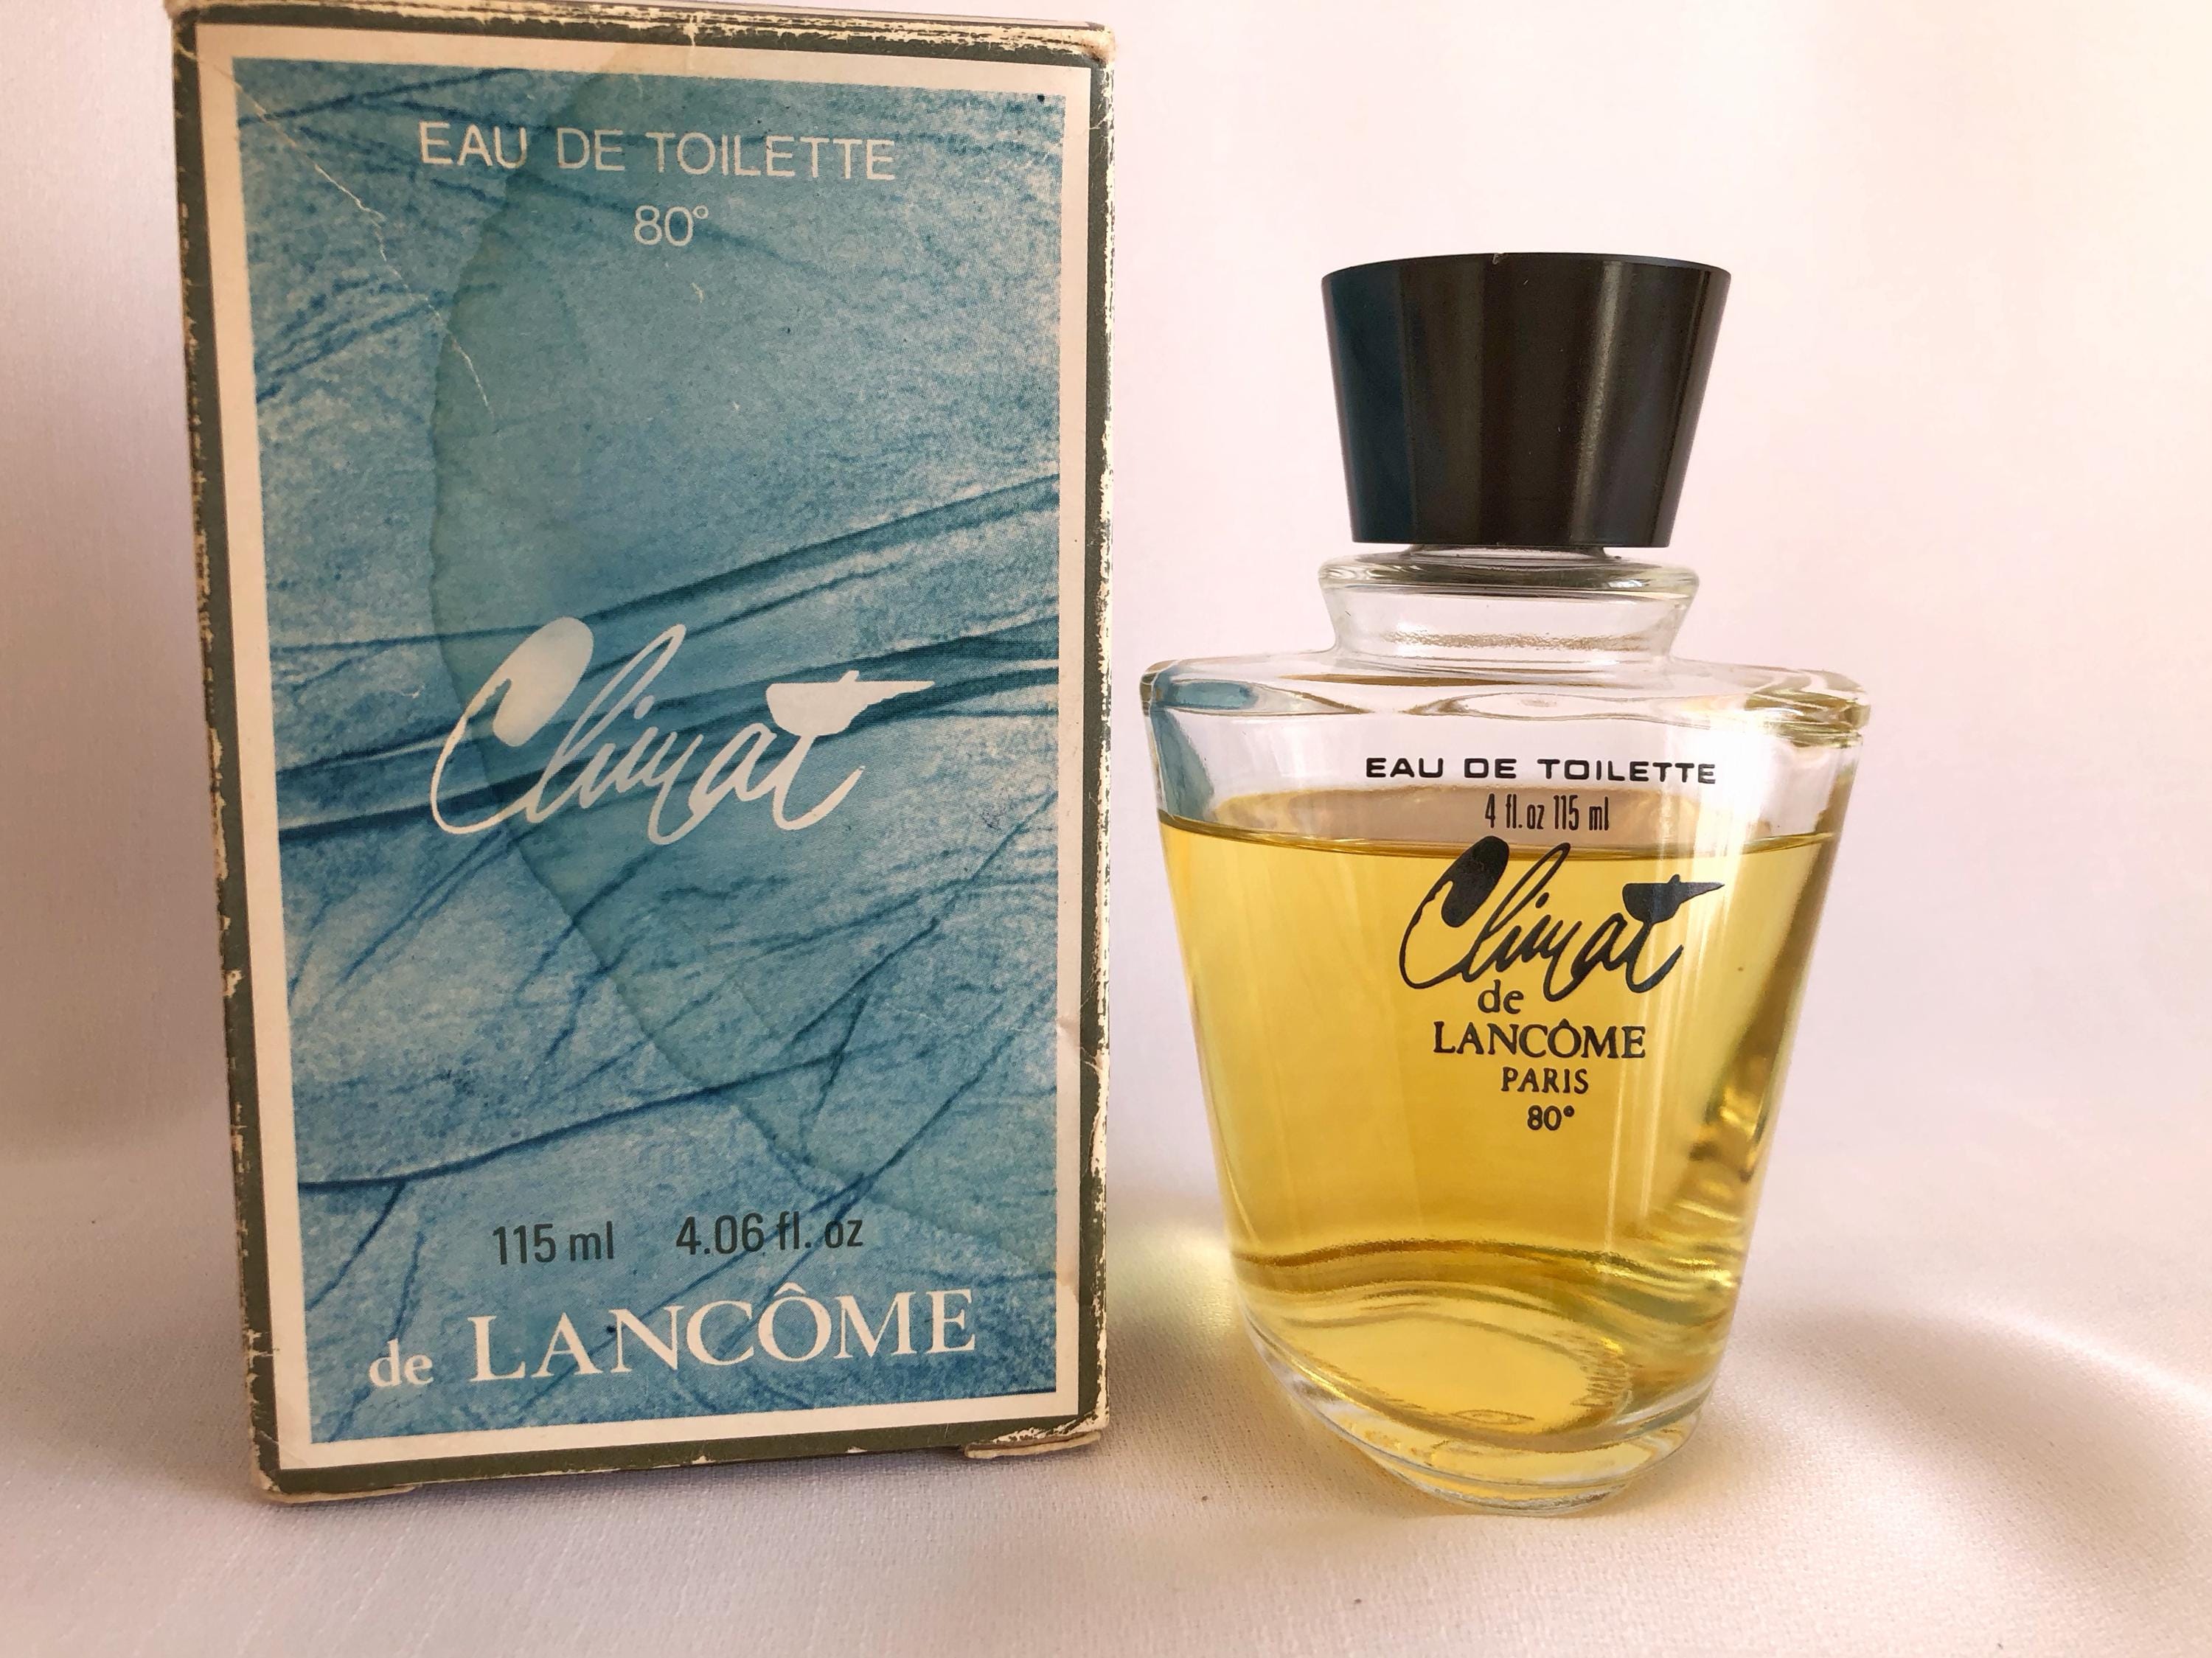 EAU DE TOILETTE
80°
Climat
115 ml 4.06 fl. oz
de LANCÔME
EAU DE TOILETTE
4 fl. oz 115 ml
Climat
de
LANCÔME
PARIS
80°